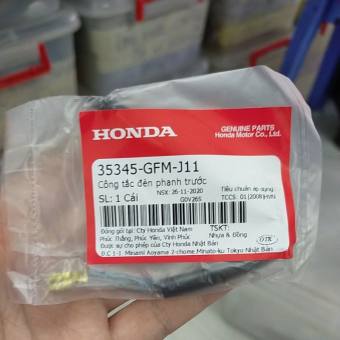 HONDA
GENUINE PARTS
Honda Motor Co., Ltd.
35345-GFM-J11
Công tắc đèn phanh trước
NSX: 26-11-2020
Tiêu chuẩn áp dụng:
SL: 1 Cái
G0V26S
TCCS: 01:2008/HVN
Đóng gói tại: Cty Honda Việt Nam
TSKT:
Phúc Thắng, Phúc Yên, Vĩnh Phúc
Nhựa & Đồng
Được sự cho phép của Cty Honda Nhật Bản
Đ.C:1-1 Minami Aoyama 2-chome,Minato-ku Tokyo Nhật Bản